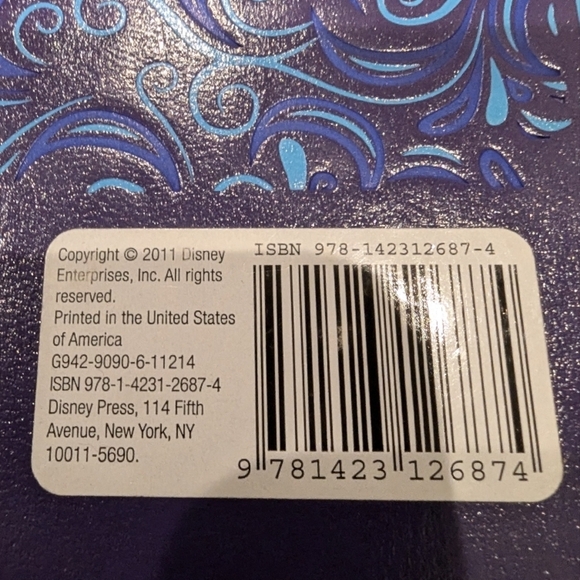 Copyright © 2011 Disney
Enterprises, Inc. All rights
reserved.
Printed in the United States
of America
G942-9090-6-11214
ISBN 978-1-4231-2687-4
Disney Press, 114 Fifth
Avenue, New York, NY
10011-5690.
ISBN 978-142312687-4
9 781423 126874